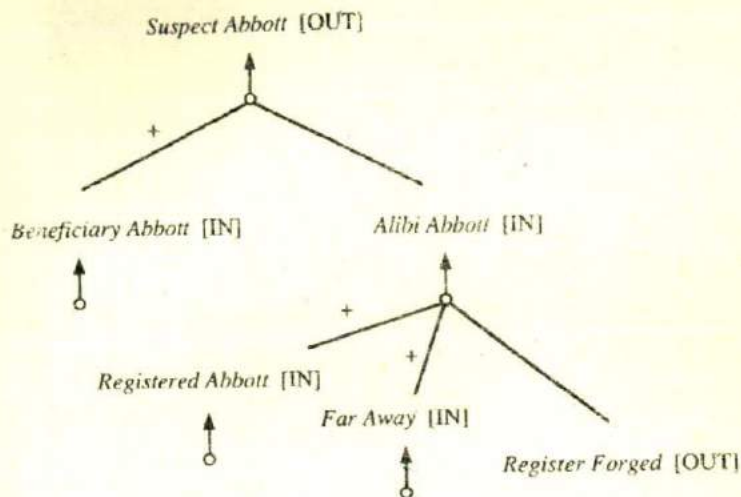 Suspect Abbott [OUT]
+
Beneficiary Abbott [IN] Alibi Abbott [IN]
+
+
Registered Abbott [IN]
Far Away [IN]
Register Forged [OUT]